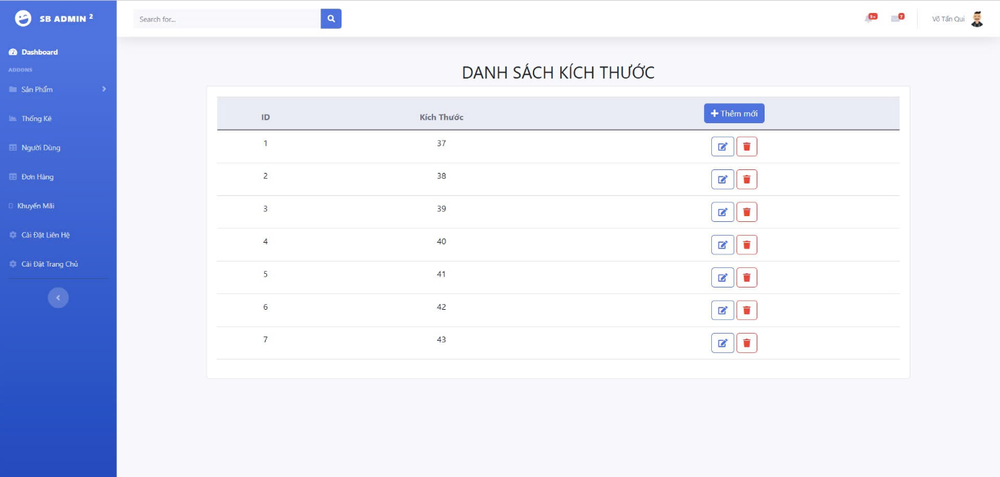 SB ADMIN 2
Search for...
3+
7
Võ Tấn Qui
Dashboard
ADDONS
Sản Phẩm
Thống Kê
Người Dùng
Đơn Hàng
Khuyến Mãi
Cài Đặt Liên Hệ
Cài Đặt Trang Chủ
DANH SÁCH KÍCH THƯỚC
ID Kích Thước Thêm mới
1 37
2 38
3 39
4 40
5 41
6 42
7 43